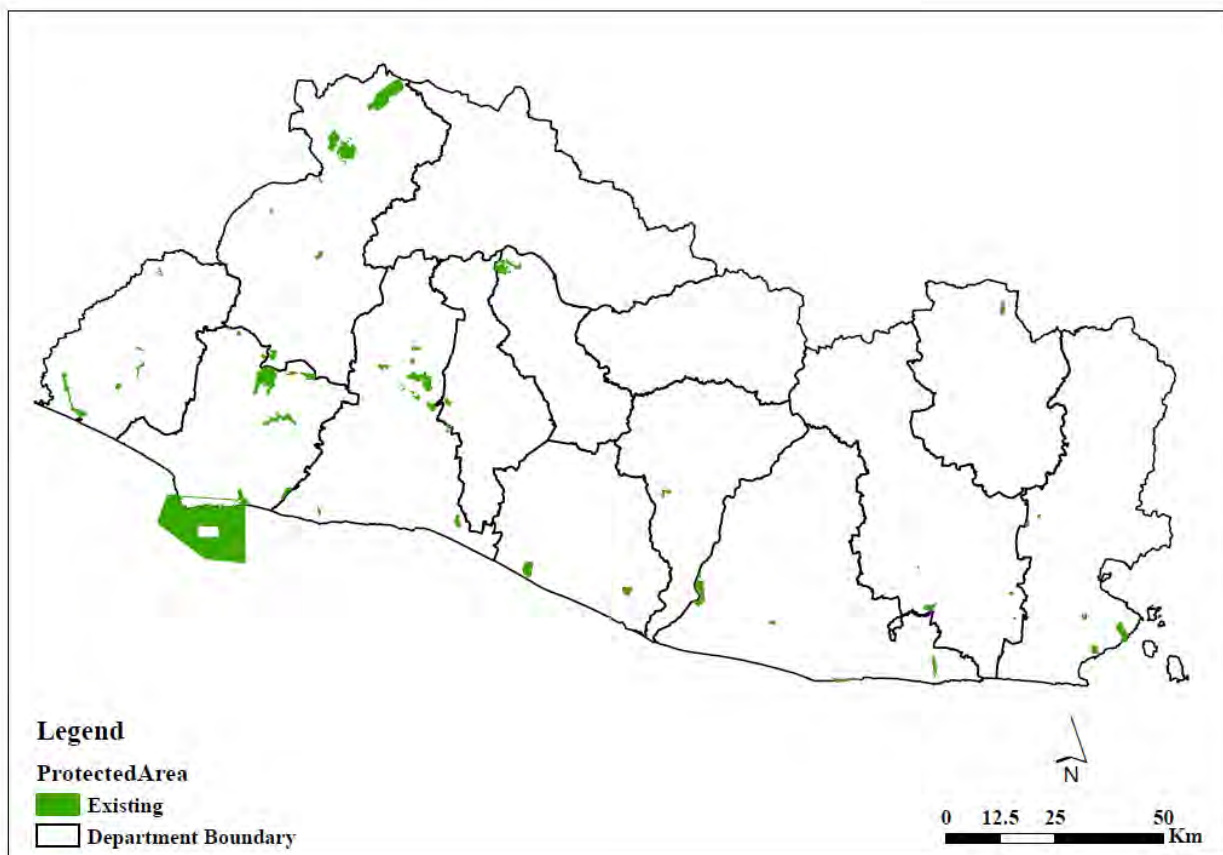 Legend
ProtectedArea
Existing
Department Boundary
N
0 12.5 25 50
Km